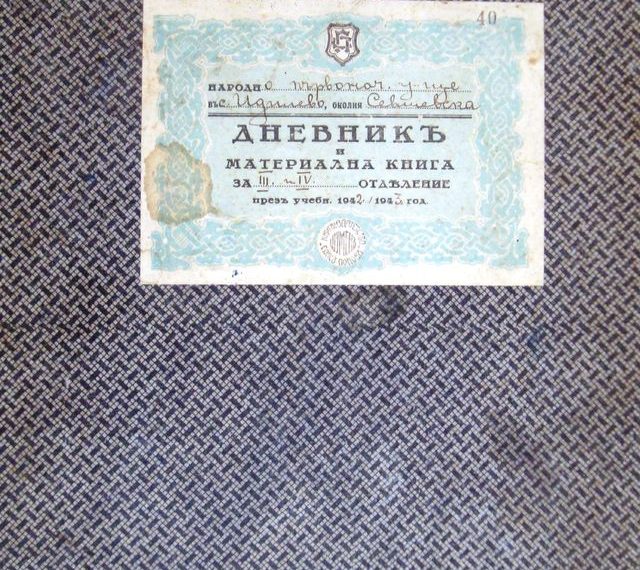 40
НАРОДНО първонач. у-ще
въ с. Идилево, околия Севлиевска
ДНЕВНИКЪ
и
МАТЕРИАЛНА КНИГА
ЗА III. и IV. ОТДѢЛЕНИЕ
презъ учебн. 1942/1943 год.